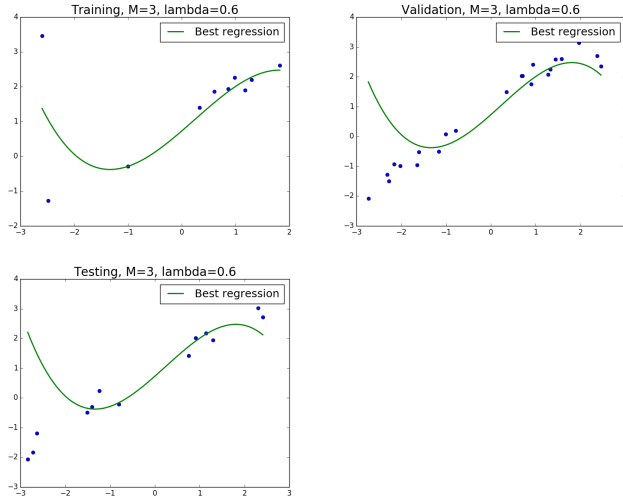 Training, M=3, lambda=0.6
Best regression
4
3
2
1
0
−1
−2
−3 −2 −1 0 1 2
Validation, M=3, lambda=0.6
Best regression
4
3
2
1
0
−1
−2
−3
−3 −2 −1 0 1 2 3
Testing, M=3, lambda=0.6
Best regression
4
3
2
1
0
−1
−2
−3
−3 −2 −1 0 1 2 3